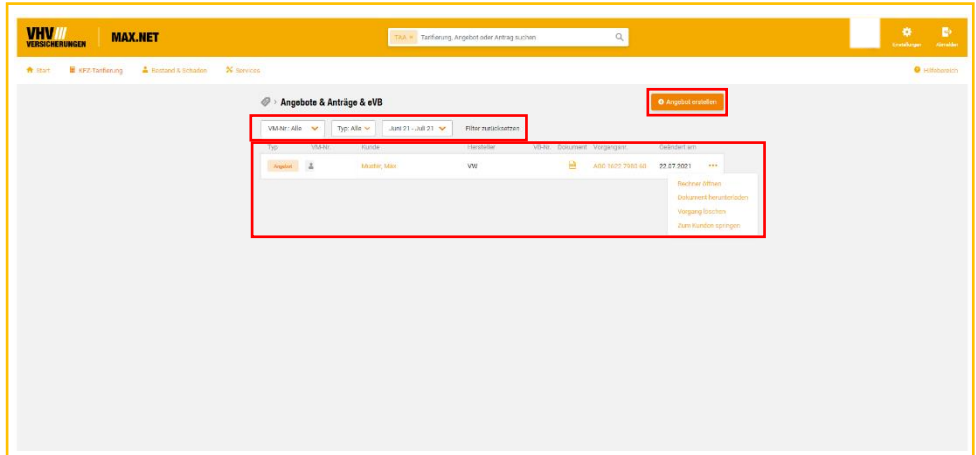 VHV
VERSICHERUNGEN
MAX.NET
TAA
Tarifierung, Angebot oder Antrag suchen
Einstellungen
Abmelden
Start
KFZ-Tarifierung
Bestand & Schaden
Services
Hilfebereich
Angebote & Anträge & eVB
Angebot erstellen
VM-Nr.: Alle
Typ: Alle
Juni 21 - Juli 21
Filter zurücksetzen
Typ VM-Nr. Kunde Hersteller VB-Nr. Dokument Vorgangsnr. Geändert am
Angebot Muster, Max VW 22.07.2021
Rechner öffnen
Dokument herunterladen
Vorgang löschen
Zum Kunden springen